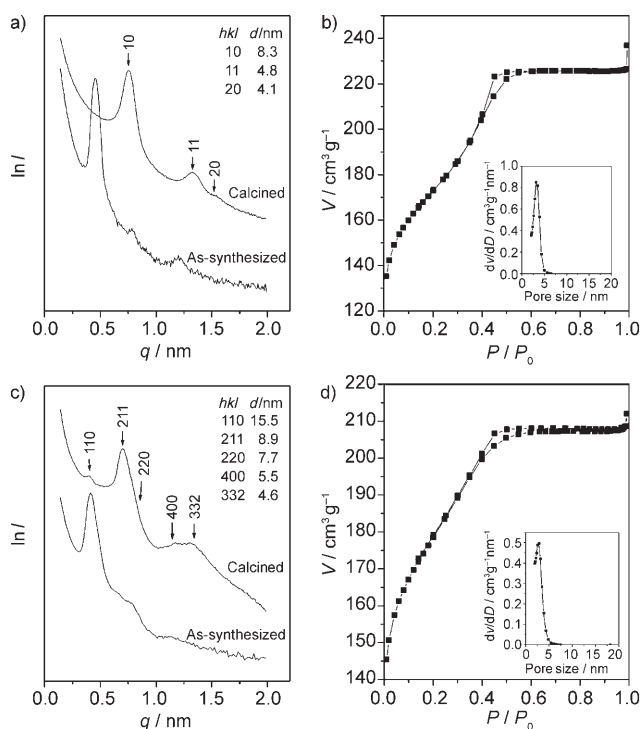 a)
hkl d/nm
10 8.3
11 4.8
20 4.1
10
11
20
Calcined
As-synthesized
lnI
0.0 0.5 1.0 1.5 2.0
q / nm
b)
240
220
200
180
160
140
120
V / cm³g⁻¹
0.0 0.2 0.4 0.6 0.8 1.0
P / P₀
1.0
0.8
0.6
0.4
0.2
0.0
dv/dD / cm³g⁻¹nm⁻¹
0 5 10 15 20
Pore size / nm
c)
hkl d/nm
110 15.5
211 8.9
220 7.7
400 5.5
332 4.6
110
211
220
400
332
Calcined
As-synthesized
lnI
0.0 0.5 1.0 1.5 2.0
q / nm
d)
220
210
200
190
180
170
160
150
140
V / cm³g⁻¹
0.0 0.2 0.4 0.6 0.8 1.0
P / P₀
0.5
0.4
0.3
0.2
0.1
0.0
dv/dD / cm³g⁻¹nm⁻¹
0 5 10 15 20
Pore size / nm